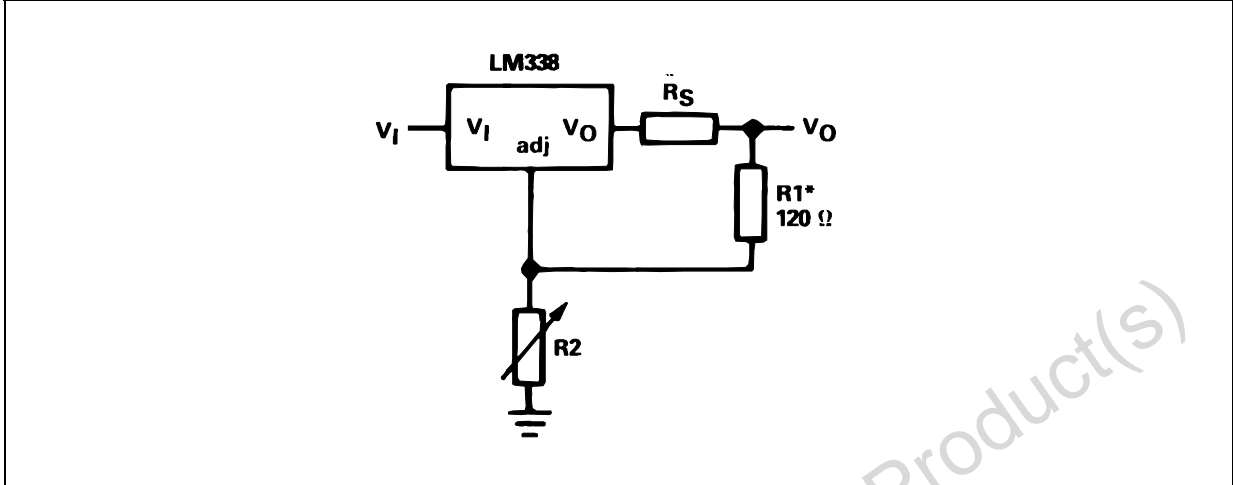 LM338
RS
VI
VI
VO
VO
adj
R1*
120 Ω
R2
Product(s)